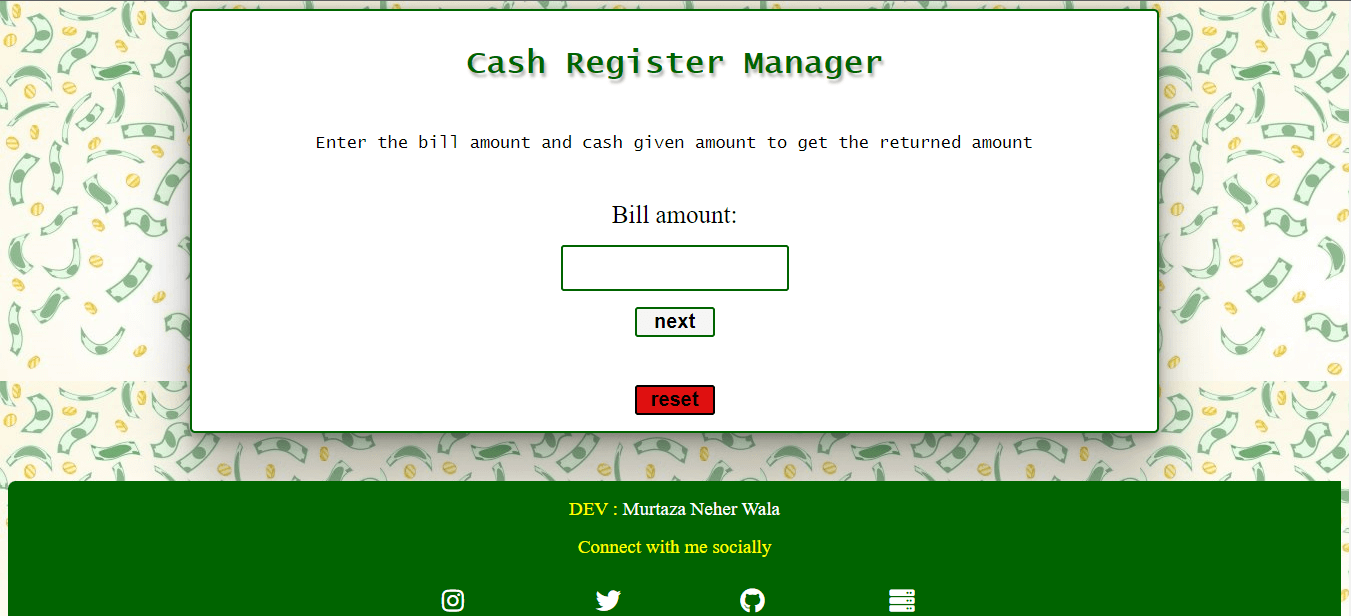 Cash Register Manager
Enter the bill amount and cash given amount to get the returned amount
Bill amount:
next
reset
DEV : Murtaza Neher Wala
Connect with me socially